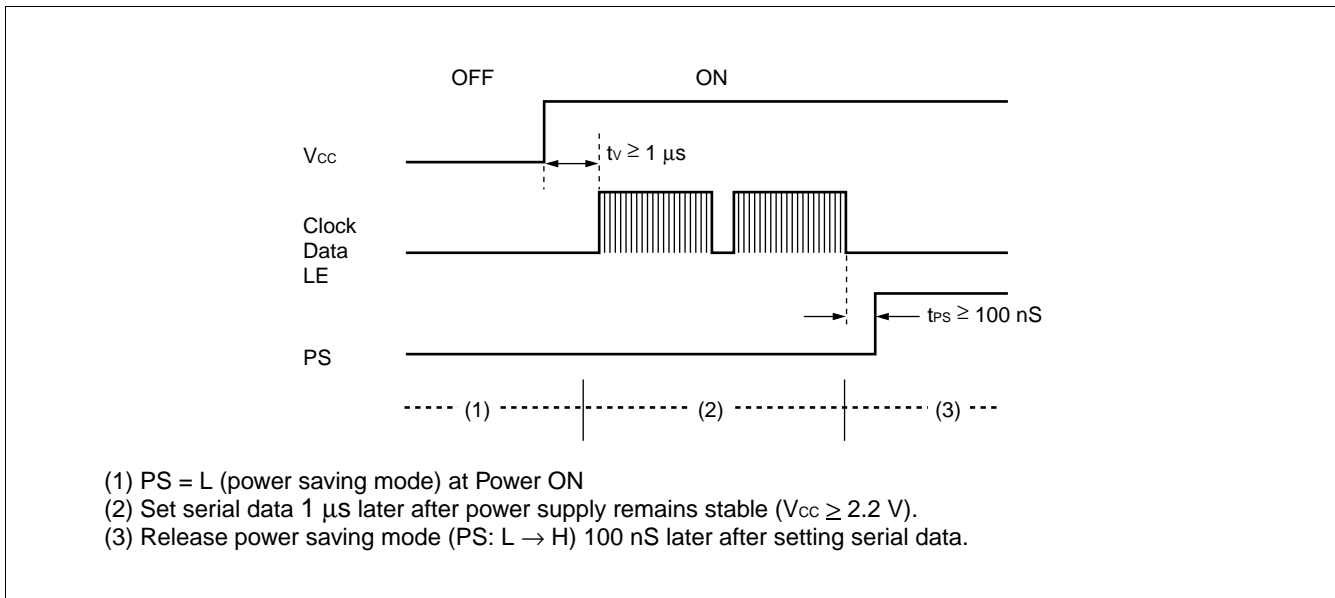 OFF ON
VCC
tV ≥ 1 μs
Clock
Data
LE
tPS ≥ 100 nS
PS
(1) (2) (3)
(1) PS = L (power saving mode) at Power ON
(2) Set serial data 1 μs later after power supply remains stable (VCC ≥ 2.2 V).
(3) Release power saving mode (PS: L → H) 100 nS later after setting serial data.